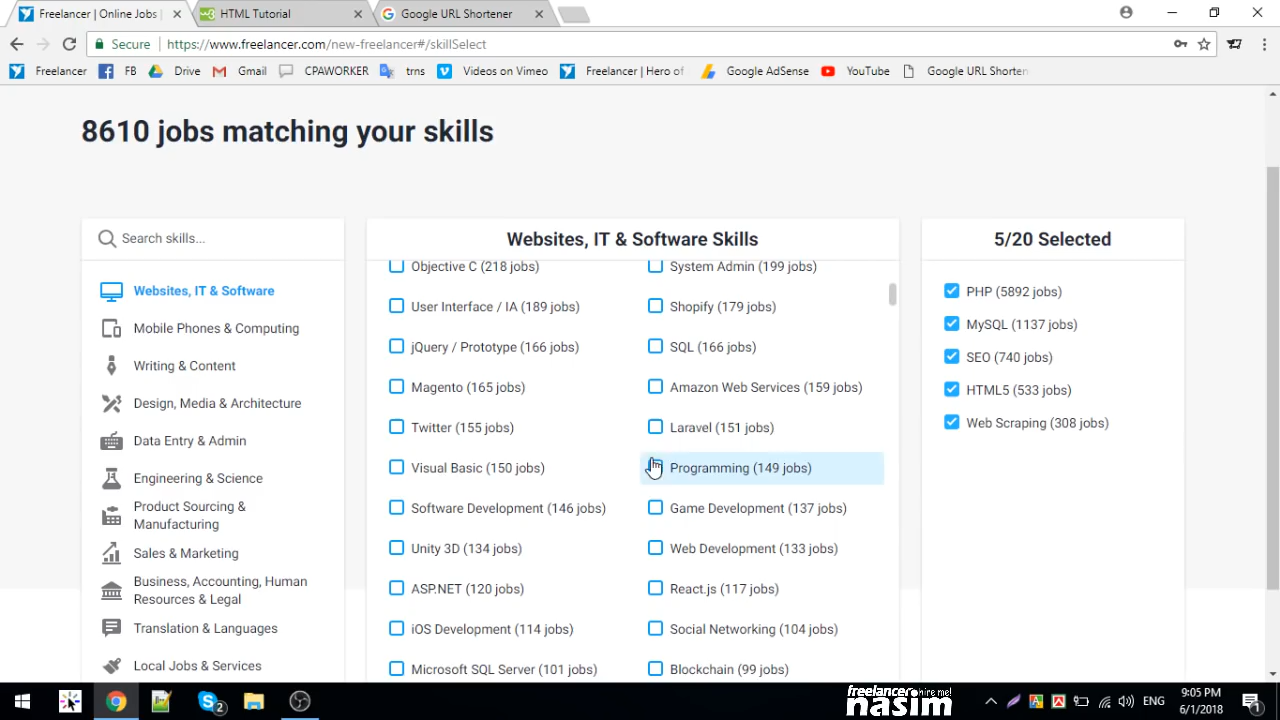 Freelancer | Online Jobs |
HTML Tutorial
Google URL Shortener
Secure
https://www.freelancer.com/new-freelancer#/skillSelect
Freelancer
FB
Drive
Gmail
CPAWORKER
trns
Videos on Vimeo
Freelancer | Hero of
Google AdSense
YouTube
Google URL Shorten
8610 jobs matching your skills
Search skills...
Websites, IT & Software
Mobile Phones & Computing
Writing & Content
Design, Media & Architecture
Data Entry & Admin
Engineering & Science
Product Sourcing &
Manufacturing
Sales & Marketing
Business, Accounting, Human
Resources & Legal
Translation & Languages
Local Jobs & Services
Websites, IT & Software Skills
Objective C (218 jobs)
System Admin (199 jobs)
User Interface / IA (189 jobs)
Shopify (179 jobs)
jQuery / Prototype (166 jobs)
SQL (166 jobs)
Magento (165 jobs)
Amazon Web Services (159 jobs)
Twitter (155 jobs)
Laravel (151 jobs)
Visual Basic (150 jobs)
Programming (149 jobs)
Software Development (146 jobs)
Game Development (137 jobs)
Unity 3D (134 jobs)
Web Development (133 jobs)
ASP.NET (120 jobs)
React.js (117 jobs)
iOS Development (114 jobs)
Social Networking (104 jobs)
Microsoft SQL Server (101 jobs)
Blockchain (99 jobs)
5/20 Selected
PHP (5892 jobs)
MySQL (1137 jobs)
SEO (740 jobs)
HTML5 (533 jobs)
Web Scraping (308 jobs)
2
freelancer hire me!
nasim
ENG
9:05 PM
6/1/2018
1